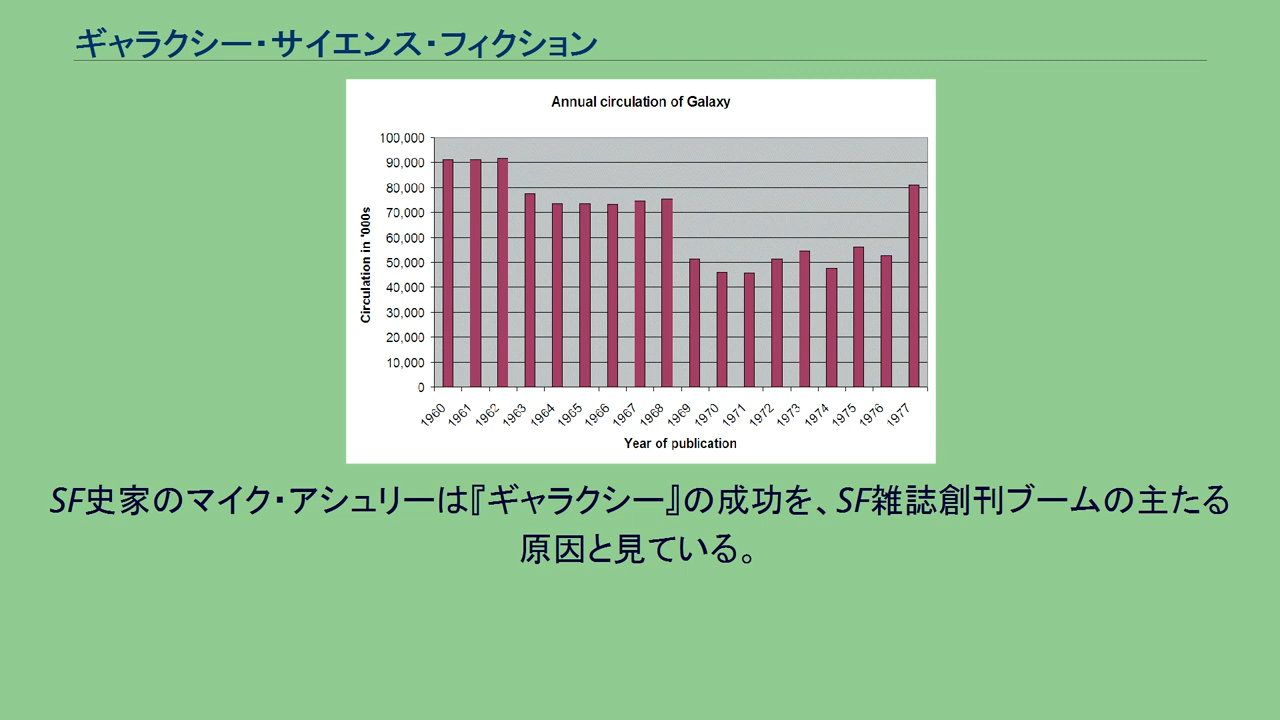 ギャラクシー・サイエンス・フィクション
Annual circulation of Galaxy
100,000
90,000
80,000
70,000
60,000
50,000
40,000
30,000
20,000
10,000
0
Circulation in '000s
1960 1961 1962 1963 1964 1965 1966 1967 1968 1969 1970 1971 1972 1973 1974 1975 1976 1977
Year of publication
SF史家のマイク・アシュリーは『ギャラクシー』の成功を、SF雑誌創刊ブームの主たる
原因と見ている。